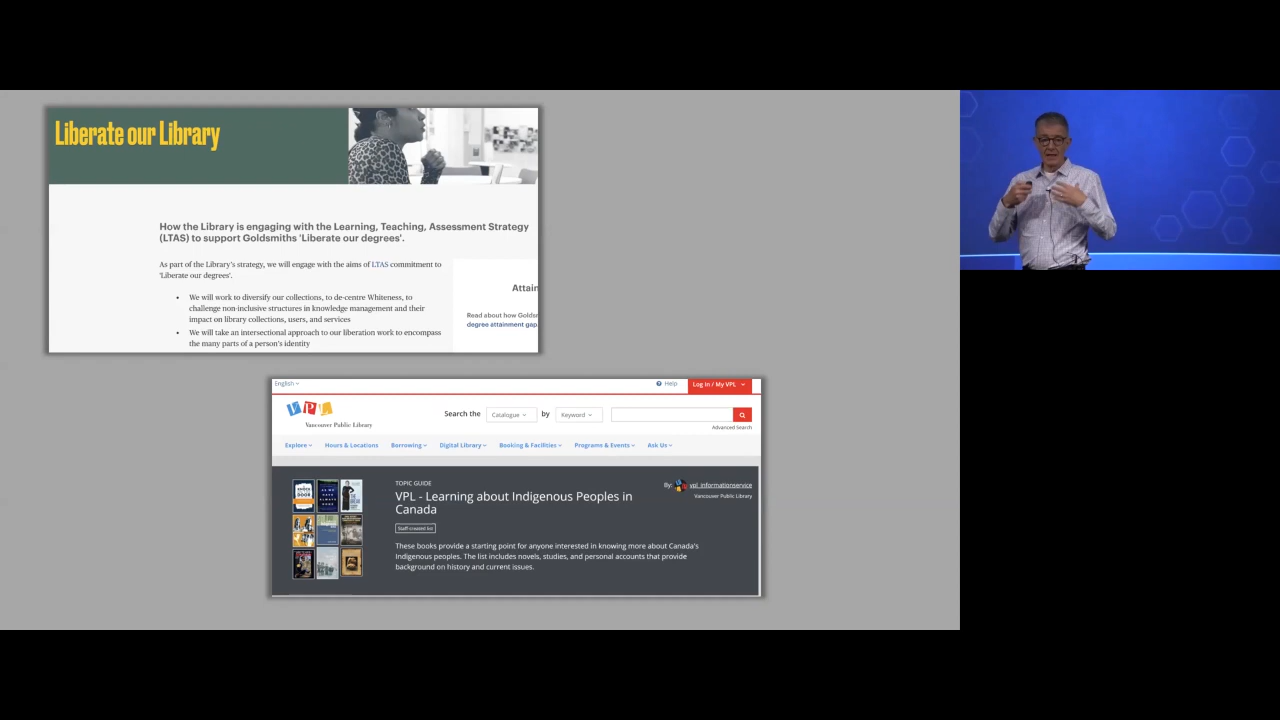 Liberate our Library
How the Library is engaging with the Learning, Teaching, Assessment Strategy
(LTAS) to support Goldsmiths 'Liberate our degrees'.
As part of the Library's strategy, we will engage with the aims of LTAS commitment to
'Liberate our degrees'.
• We will work to diversify our collections, to de-centre Whiteness, to
challenge non-inclusive structures in knowledge management and their
impact on library collections, users, and services
• We will take an intersectional approach to our liberation work to encompass
the many parts of a person's identity
Attain
Read about how Goldsm
degree attainment gap.
English
Help
Log In / My VPL
VPL
Vancouver Public Library
Search the Catalogue by Keyword
Advanced Search
Explore Hours & Locations Borrowing Digital Library Booking & Facilities Programs & Events Ask Us
TOPIC GUIDE
VPL - Learning about Indigenous Peoples in
Canada
Staff-created list
These books provide a starting point for anyone interested in knowing more about Canada's
Indigenous peoples. The list includes novels, studies, and personal accounts that provide
background on history and current issues.
By: vpl_informationservice
Vancouver Public Library